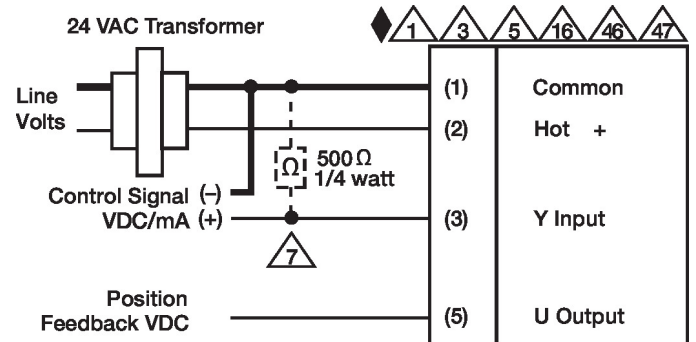 24 VAC Transformer
1 3 5 16 46 47
Line
Volts
(1) Common
(2) Hot +
Ω 500 Ω
1/4 watt
Control Signal (–)
VDC/mA (+)
(3) Y Input
7
Position
Feedback VDC
(5) U Output